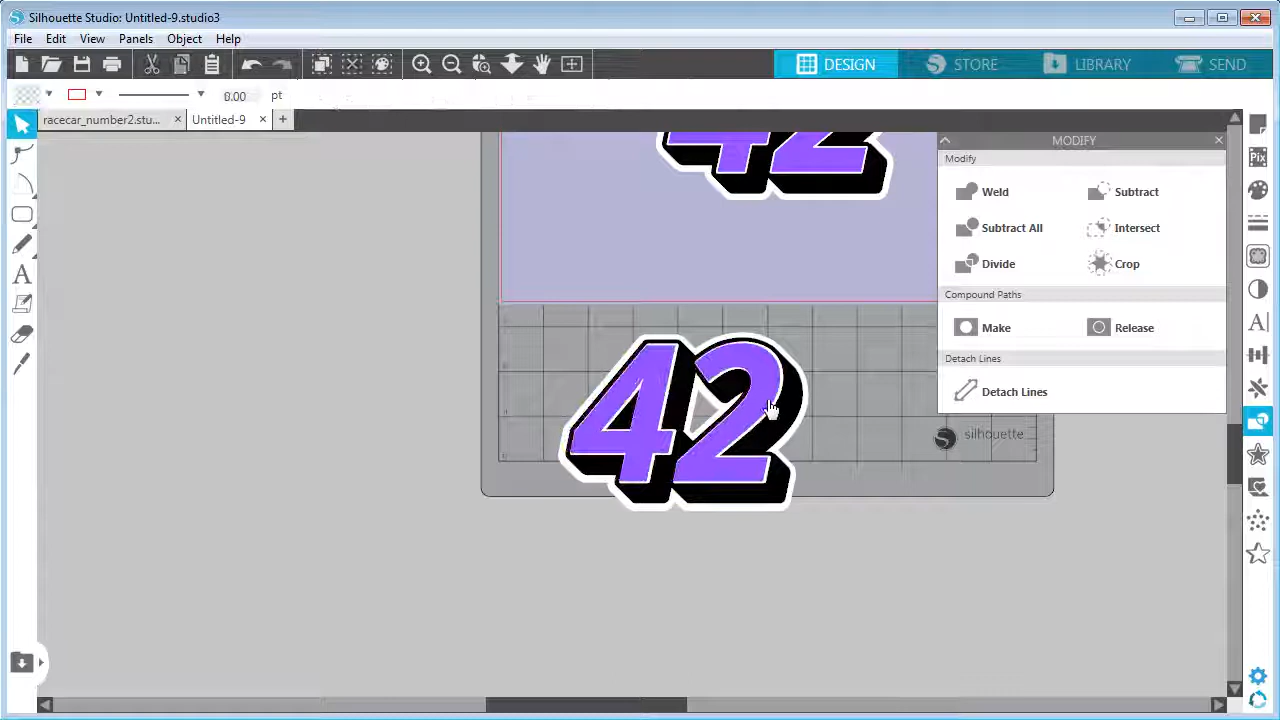 Silhouette Studio: Untitled-9.studio3
File Edit View Panels Object Help
DESIGN STORE LIBRARY SEND
8.00 pt
racecar_number2.stu... Untitled-9
42
MODIFY
Modify
Weld Subtract
Subtract All Intersect
Divide Crop
Compound Paths
Make Release
Detach Lines
Detach Lines
42
silhouette
Pix
A
A